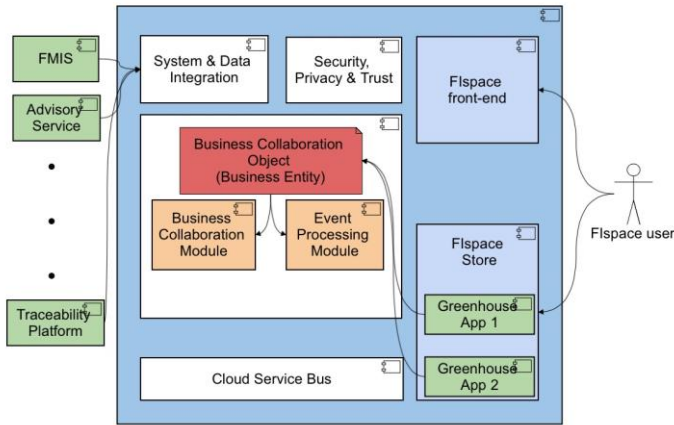 FMIS
Advisory
Service
Traceability
Platform
System & Data
Integration
Security,
Privacy & Trust
FIspace
front-end
Business Collaboration
Object
(Business Entity)
Business
Collaboration
Module
Event
Processing
Module
FIspace
Store
Greenhouse
App 1
Greenhouse
App 2
Cloud Service Bus
FIspace user